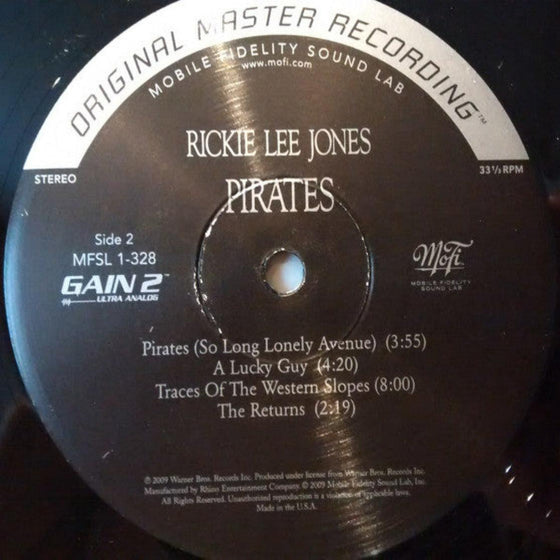 ORIGINAL MASTER RECORDING™
MOBILE FIDELITY SOUND LAB
www.mofi.com
RICKIE LEE JONES
STEREO
33⅓ RPM
PIRATES
Side 2
MFSL 1-328
GAIN 2™
ULTRA ANALOG
MoFi
MOBILE FIDELITY
SOUND LAB
Pirates (So Long Lonely Avenue) (3:55)
A Lucky Guy (4:20)
Traces Of The Western Slopes (8:00)
The Returns (2:19)
℗ 2009 Warner Bros. Records Inc. Produced under license from Warner Bros. Records Inc.
Manufactured by Rhino Entertainment Company. © 2009 Mobile Fidelity Sound Lab, Inc.
All Rights Reserved. Unauthorized reproduction is a violation of applicable laws.
Made in the U.S.A.